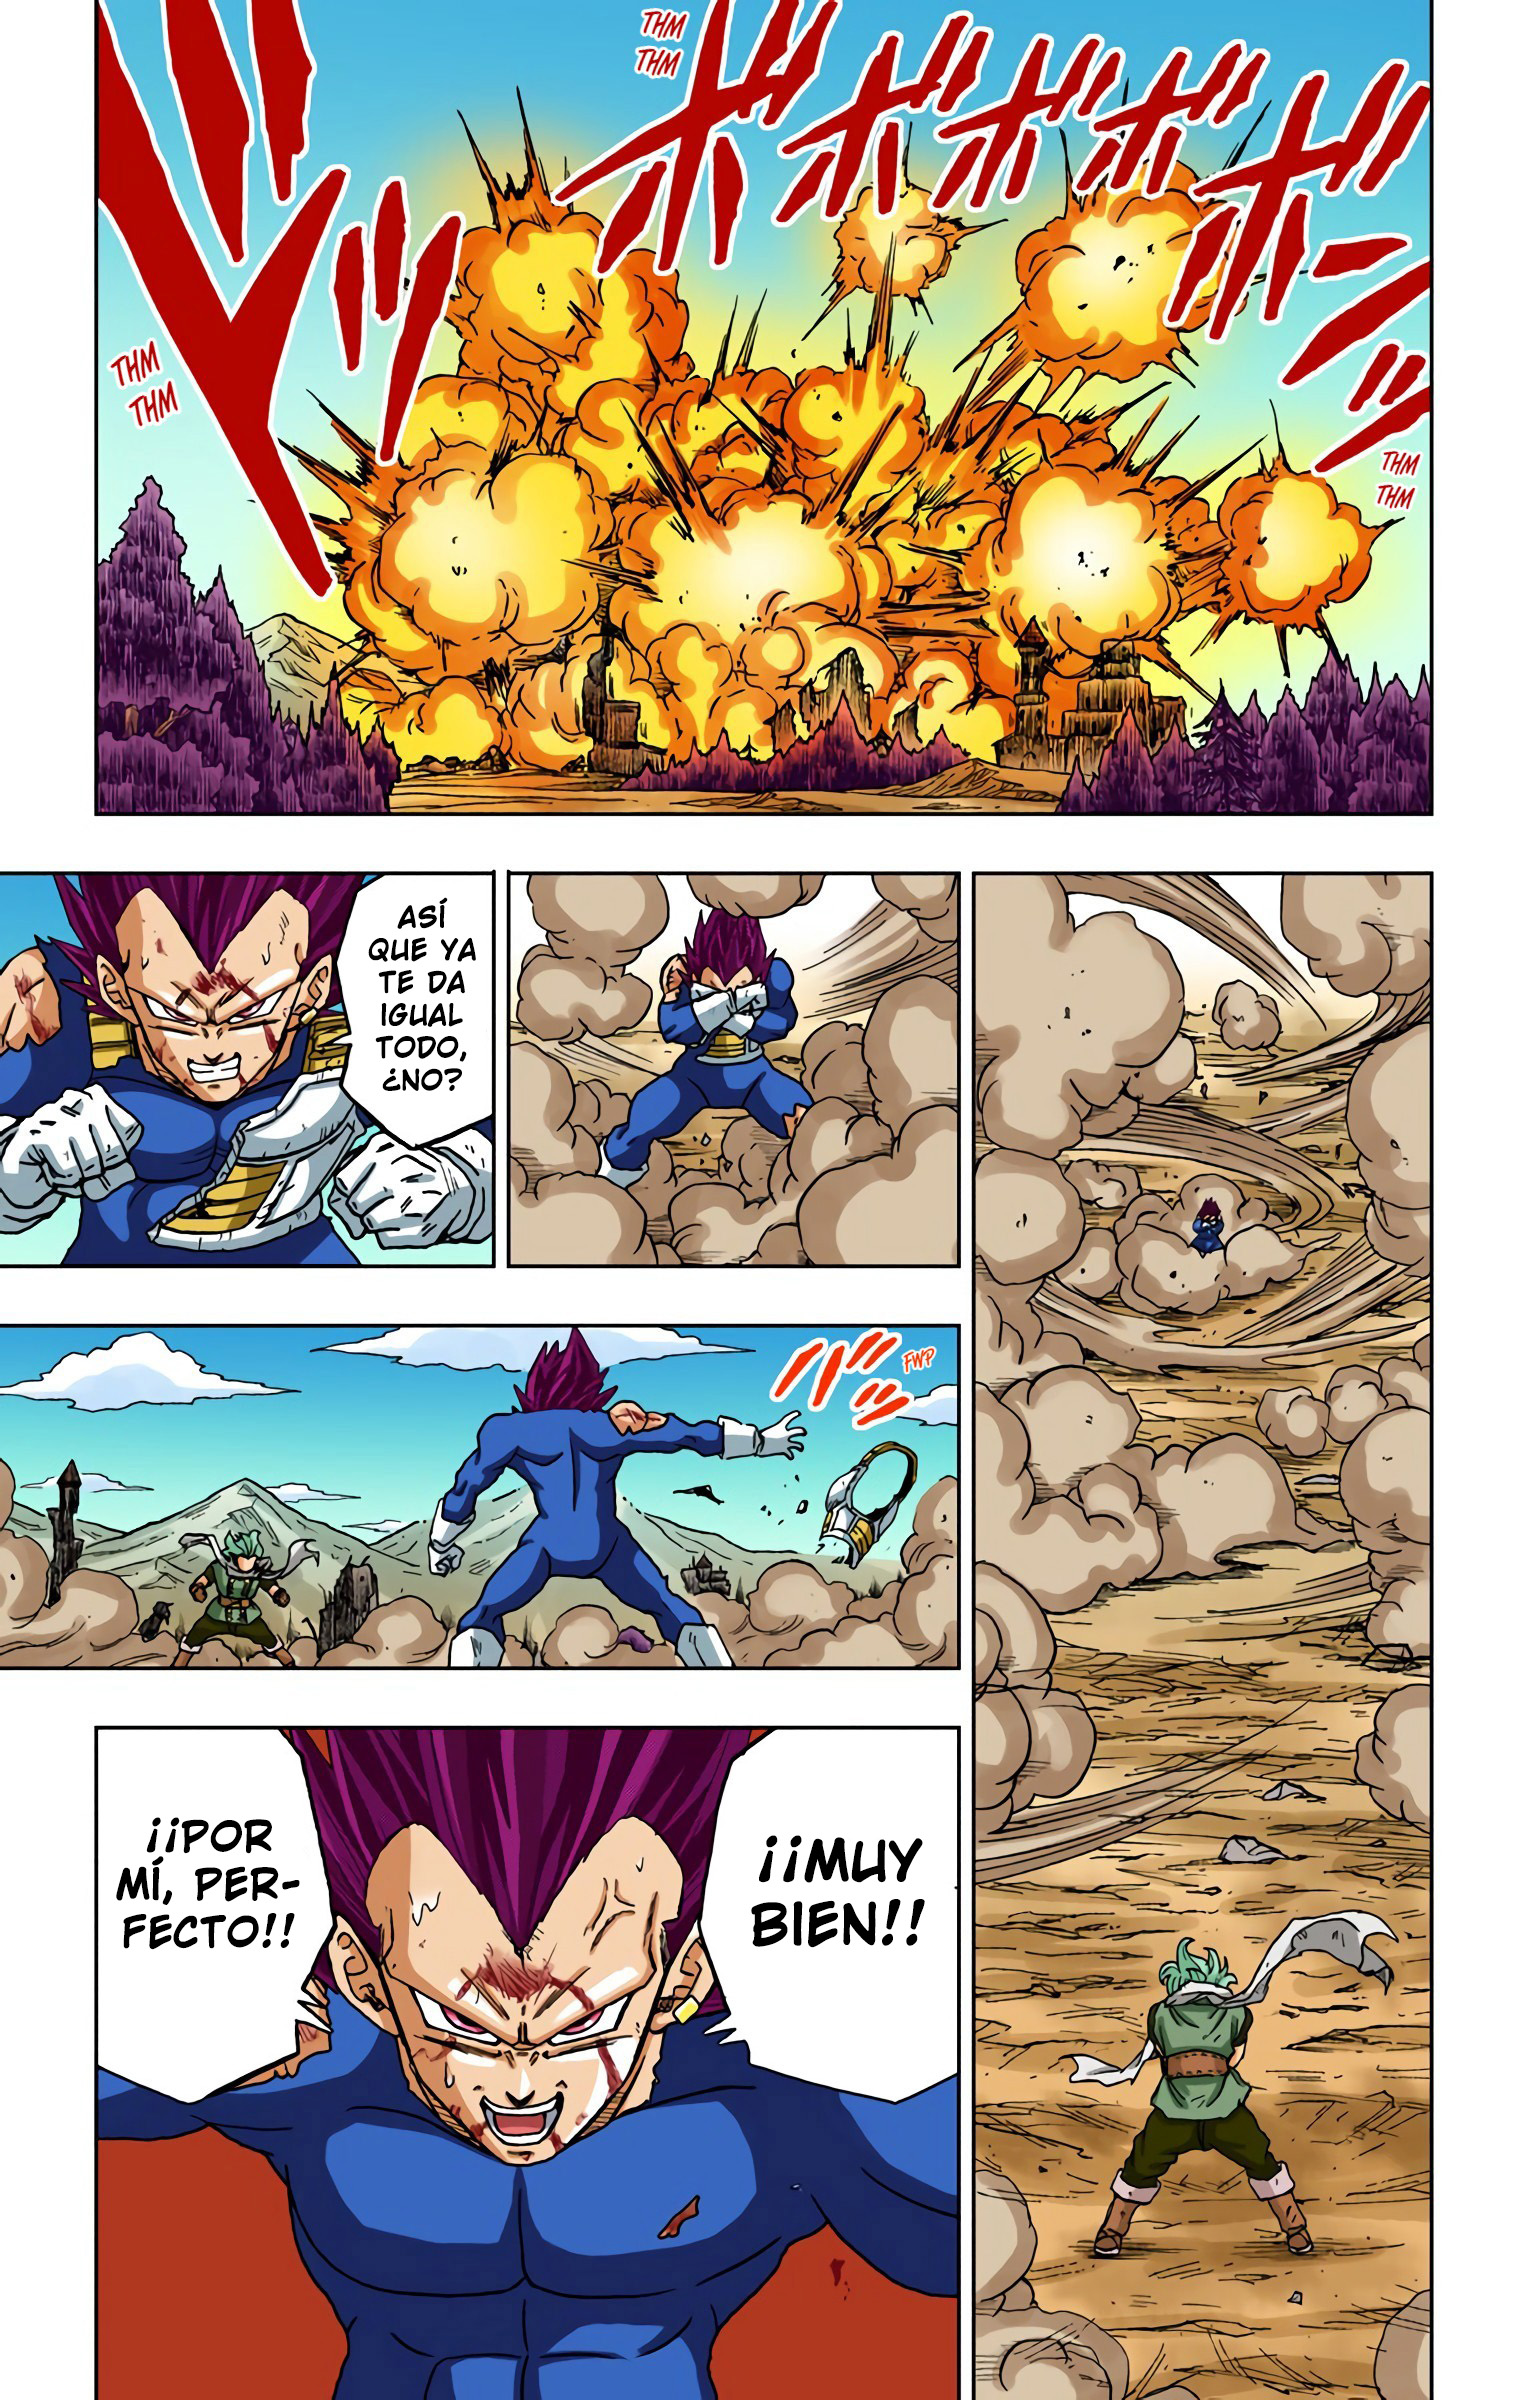 THM
THM
ドッ
ボボボボボーン
THM
THM
THM
THM
ASÍ
QUE YA
TE DA
IGUAL
TODO,
¿NO?
バッ
FWP
¡¡MUY
BIEN!!
¡¡POR
MÍ, PER-
FECTO!!